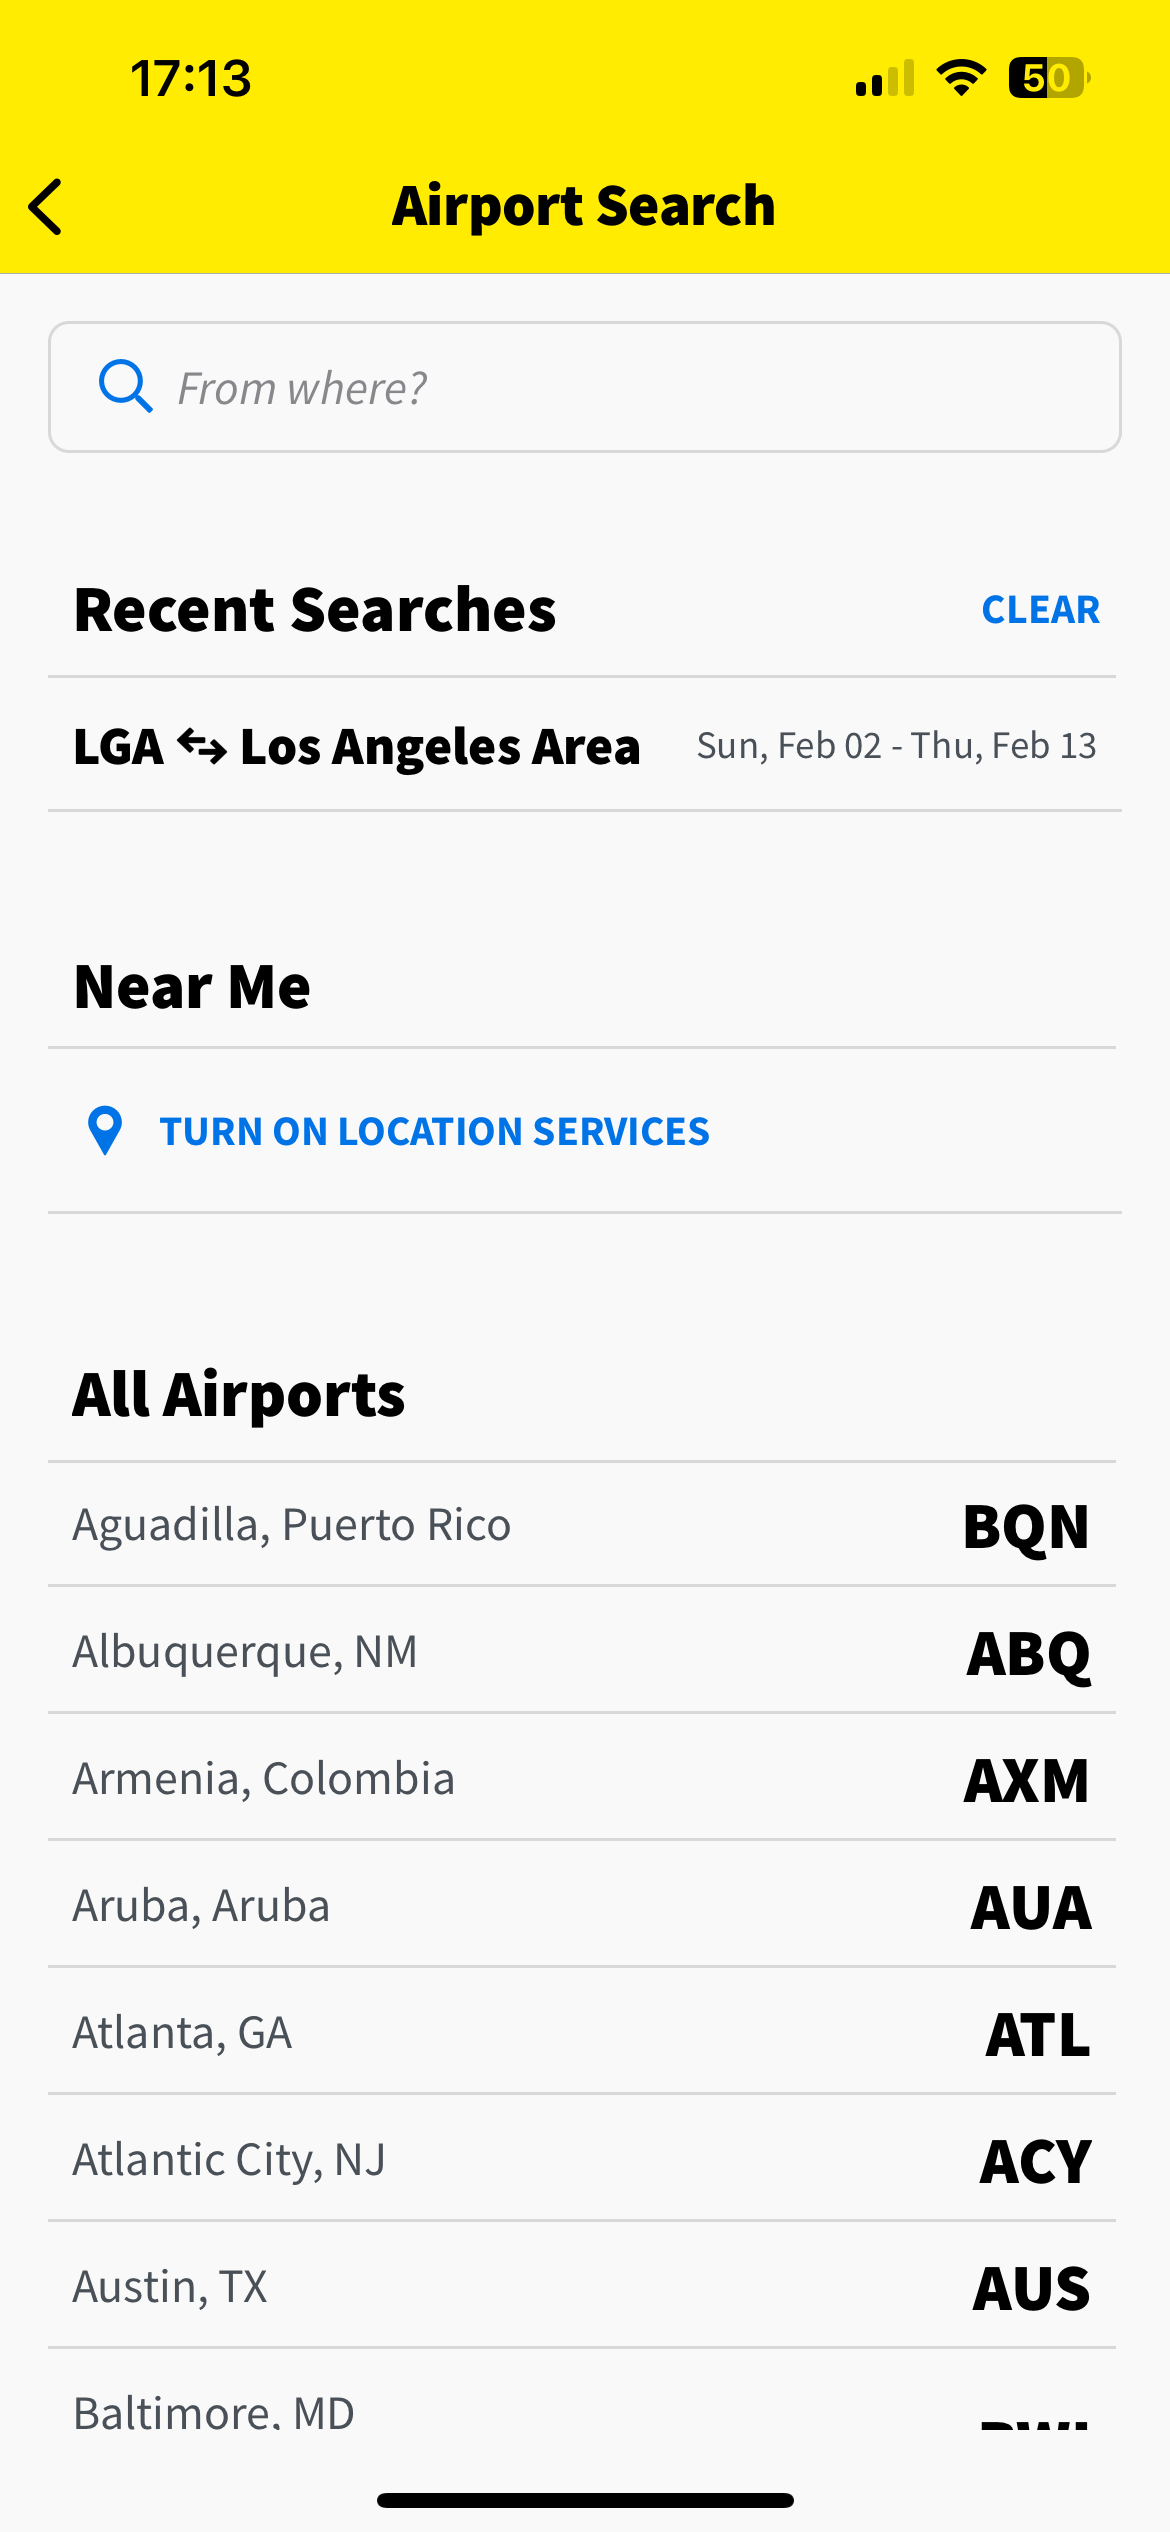 17:13
50
Airport Search
From where?
Recent Searches
CLEAR
LGA ↔ Los Angeles Area
Sun, Feb 02 - Thu, Feb 13
Near Me
TURN ON LOCATION SERVICES
All Airports
Aguadilla, Puerto Rico
BQN
Albuquerque, NM
ABQ
Armenia, Colombia
AXM
Aruba, Aruba
AUA
Atlanta, GA
ATL
Atlantic City, NJ
ACY
Austin, TX
AUS
Baltimore, MD